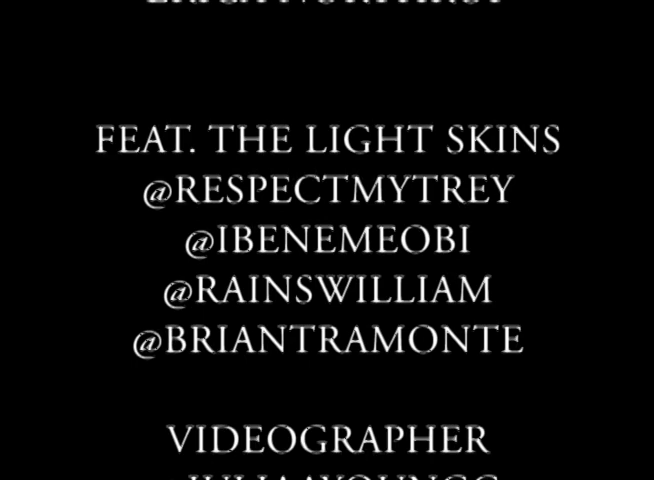 FEAT. THE LIGHT SKINS
@RESPECTMYTREY
@IBENEMEOBI
@RAINSWILLIAM
@BRIANTRAMONTE
VIDEOGRAPHER